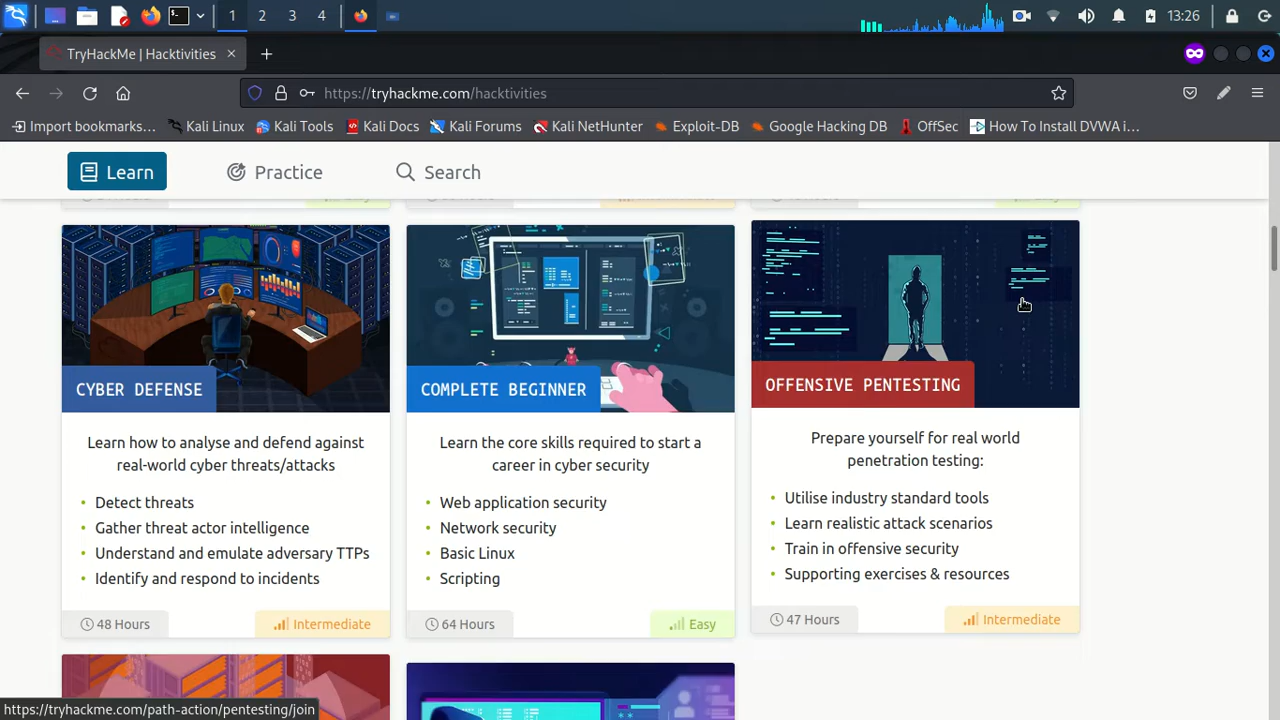 1 2 3 4 13:26
TryHackMe | Hacktivities
https://tryhackme.com/hacktivities
Import bookmarks... Kali Linux Kali Tools Kali Docs Kali Forums Kali NetHunter Exploit-DB Google Hacking DB OffSec How To Install DVWA i...
Learn Practice Search
CYBER DEFENSE
Learn how to analyse and defend against
real-world cyber threats/attacks
• Detect threats
• Gather threat actor intelligence
• Understand and emulate adversary TTPs
• Identify and respond to incidents
48 Hours Intermediate
COMPLETE BEGINNER
Learn the core skills required to start a
career in cyber security
• Web application security
• Network security
• Basic Linux
• Scripting
64 Hours Easy
OFFENSIVE PENTESTING
Prepare yourself for real world
penetration testing:
• Utilise industry standard tools
• Learn realistic attack scenarios
• Train in offensive security
• Supporting exercises & resources
47 Hours Intermediate
https://tryhackme.com/path-action/pentesting/join